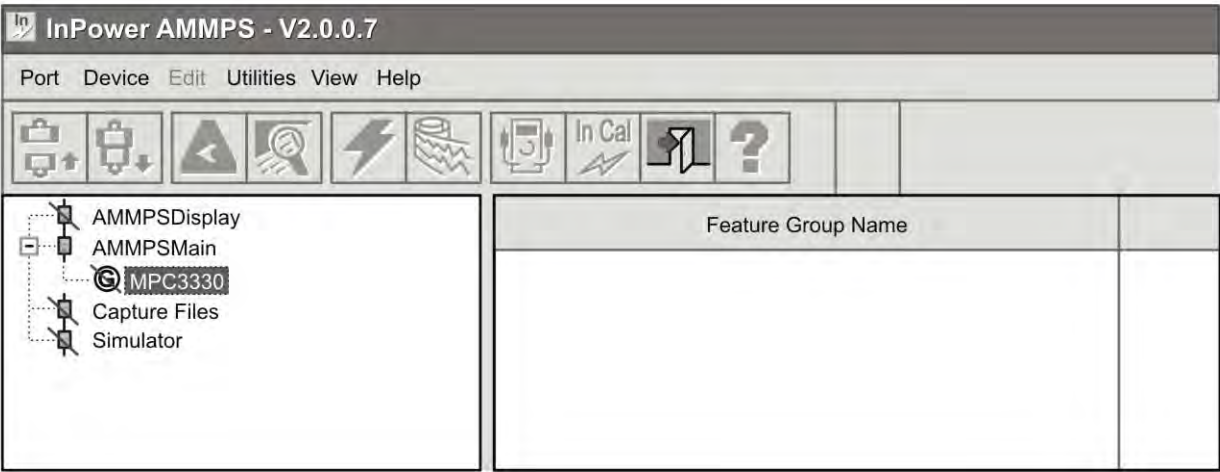 In InPower AMMPS - V2.0.0.7
Port Device Edit Utilities View Help
In Cal ?
AMMPSDisplay
AMMPSMain
G MPC3330
Capture Files
Simulator
Feature Group Name